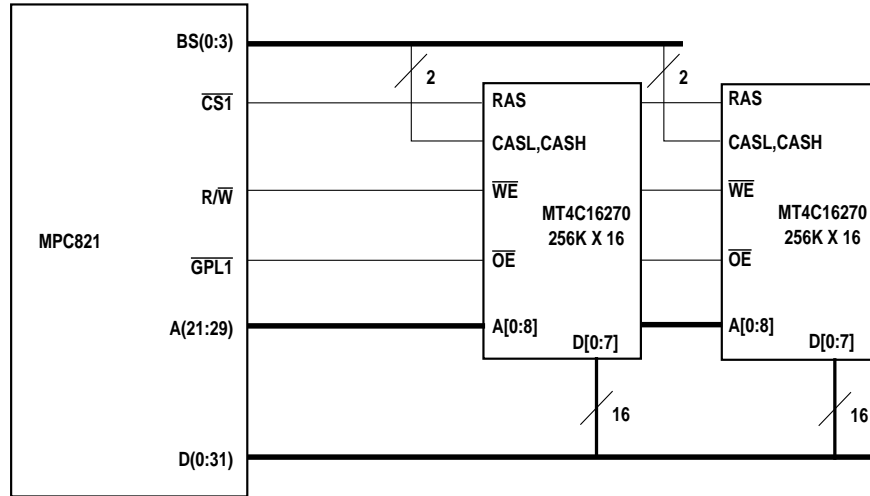 BS(0:3)
2
2
CS1
RAS
RAS
CASL,CASH
CASL,CASH
R/W
WE
WE
MT4C16270
256K X 16
MT4C16270
256K X 16
MPC821
GPL1
OE
OE
A(21:29)
A[0:8]
A[0:8]
D[0:7]
D[0:7]
16
16
D(0:31)